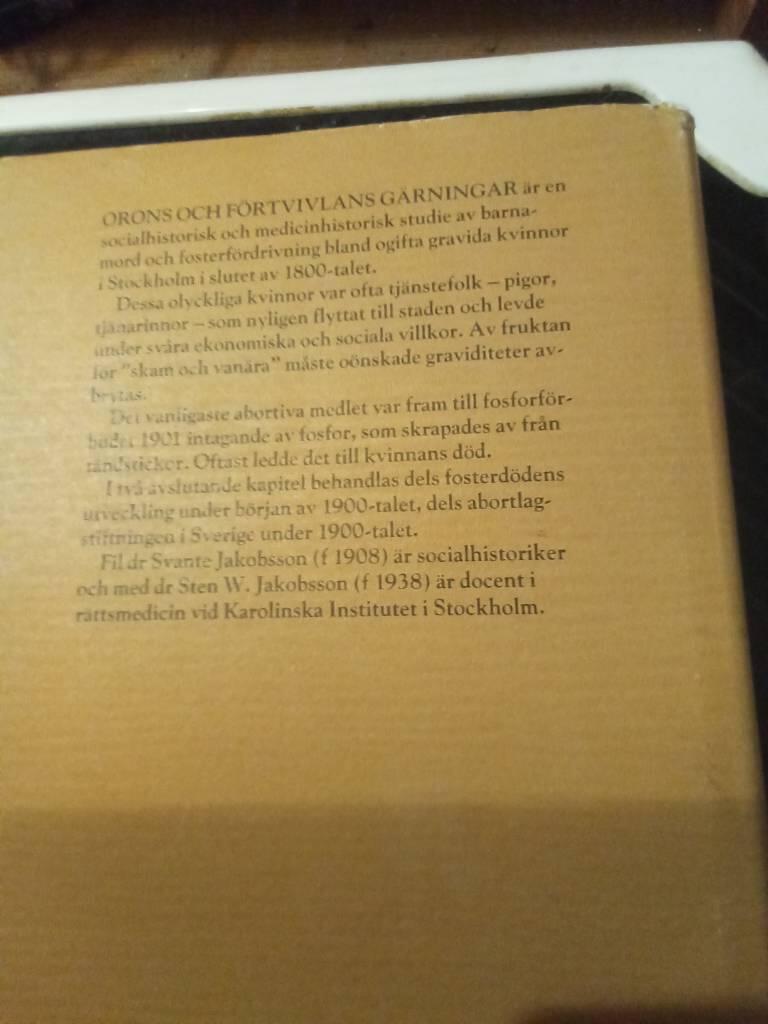 ORONS OCH FÖRTVIVLANS GÄRNINGAR är en
socialhistorisk och medicinhistorisk studie av barna-
mord och fosterfördrivning bland ogifta gravida kvinnor
i Stockholm i slutet av 1800-talet.
Dessa olyckliga kvinnor var ofta tjänstefolk – pigor,
tjänarinnor – som nyligen flyttat till staden och levde
under svåra ekonomiska och sociala villkor. Av fruktan
för "skam och vanära" måste oönskade graviditeter av-
brytas.
Det vanligaste abortiva medlet var fram till fosforför-
budet 1901 intagande av fosfor, som skrapades av från
tändstickor. Oftast ledde det till kvinnans död.
I två avslutande kapitel behandlas dels fosterdödens
utveckling under början av 1900-talet, dels abortlag-
stiftningen i Sverige under 1900-talet.
Fil dr Svante Jakobsson (f 1908) är socialhistoriker
och med dr Sten W. Jakobsson (f 1938) är docent i
rättsmedicin vid Karolinska Institutet i Stockholm.